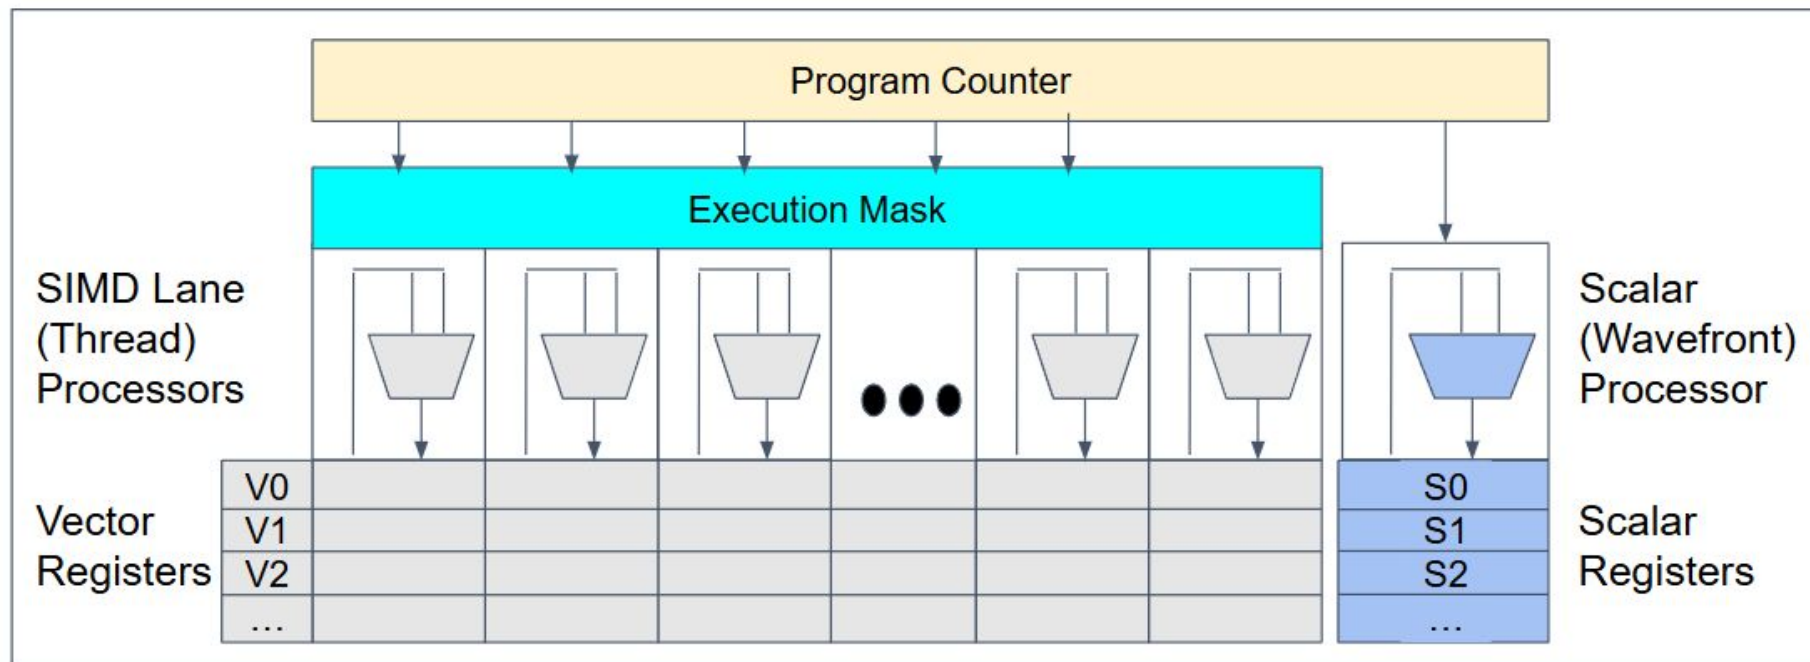 Program Counter
Execution Mask
SIMD Lane
(Thread)
Processors
Scalar
(Wavefront)
Processor
Vector
Registers
V0
V1
V2
...
S0
S1
S2
...
Scalar
Registers